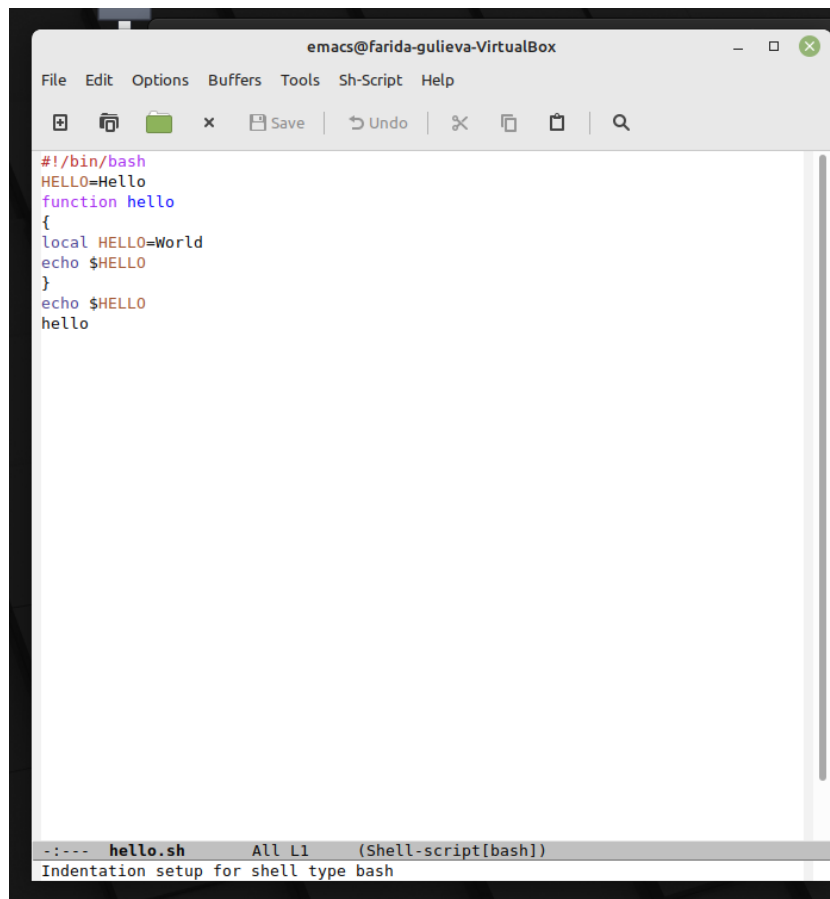 emacs@farida-gulieva-VirtualBox
File Edit Options Buffers Tools Sh-Script Help
Save Undo
#!/bin/bash
HELLO=Hello
function hello
{
local HELLO=World
echo $HELLO
}
echo $HELLO
hello
-:--- hello.sh All L1 (Shell-script[bash])
Indentation setup for shell type bash